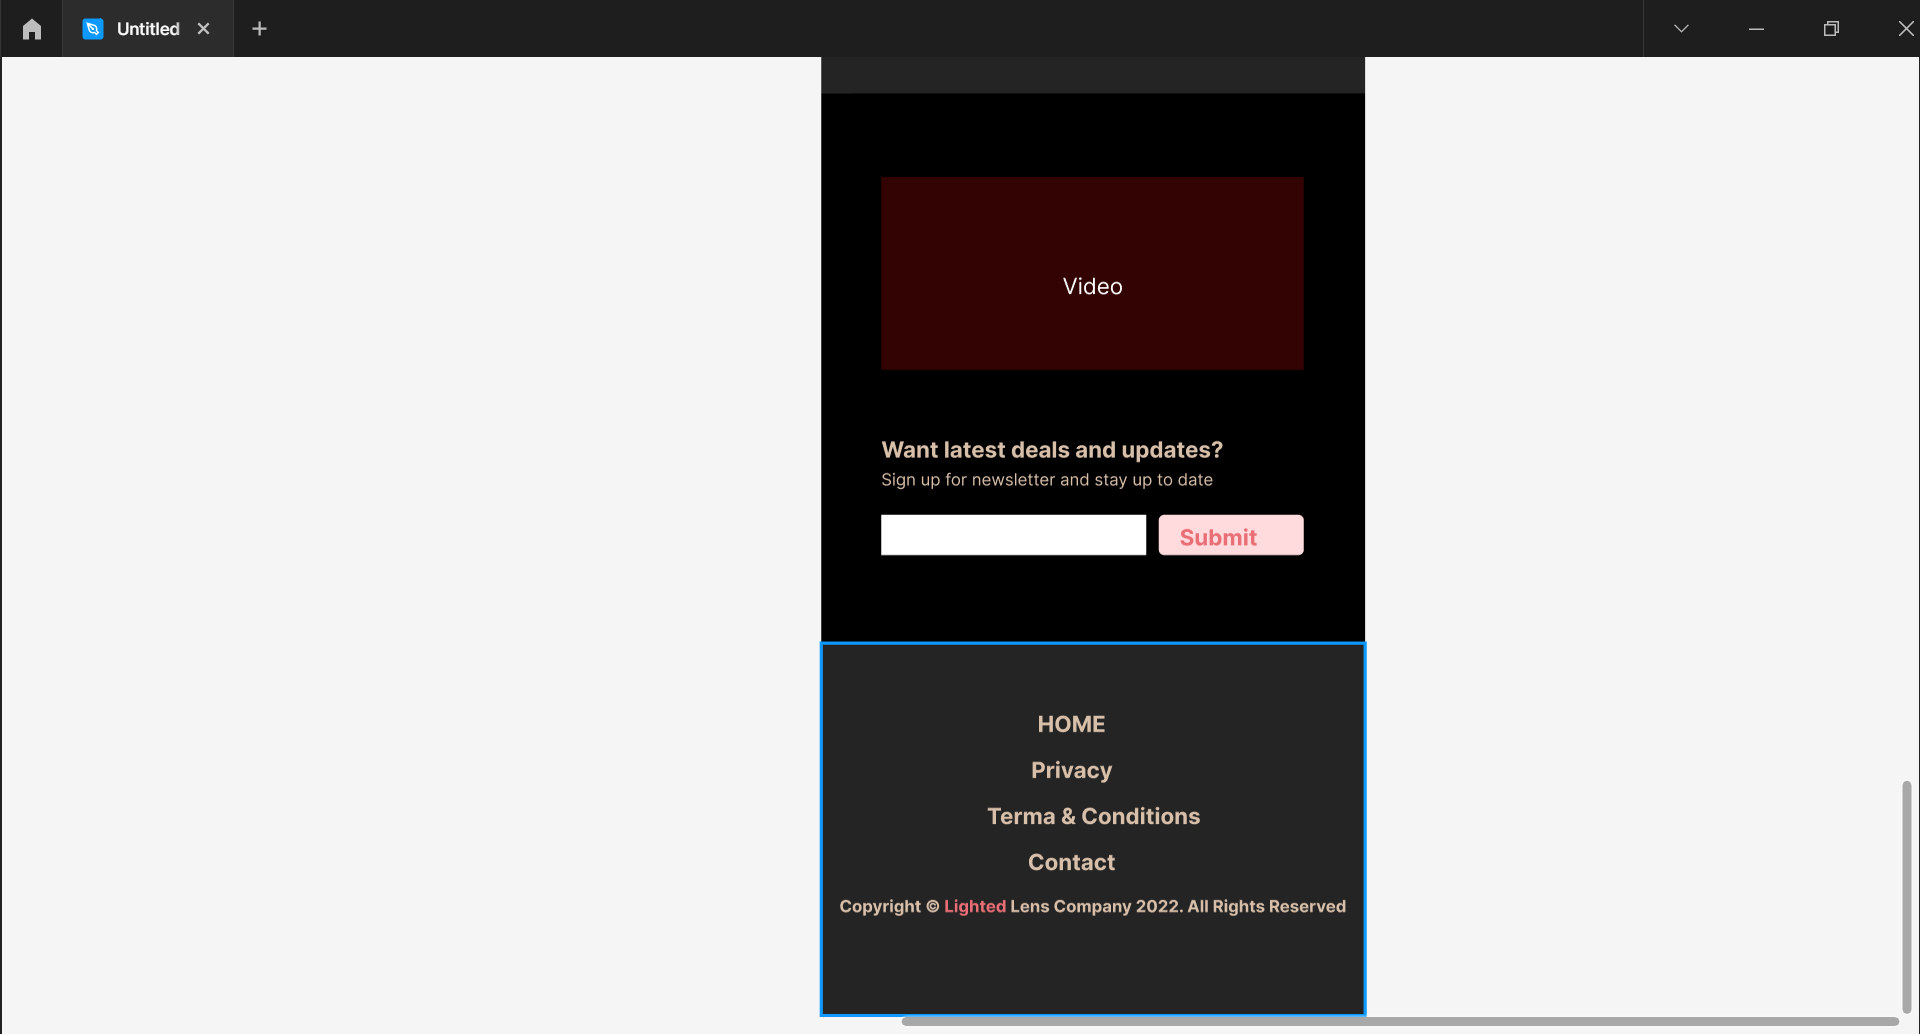 Untitled
Video
Want latest deals and updates?
Sign up for newsletter and stay up to date
Submit
HOME
Privacy
Terma & Conditions
Contact
Copyright © Lighted Lens Company 2022. All Rights Reserved